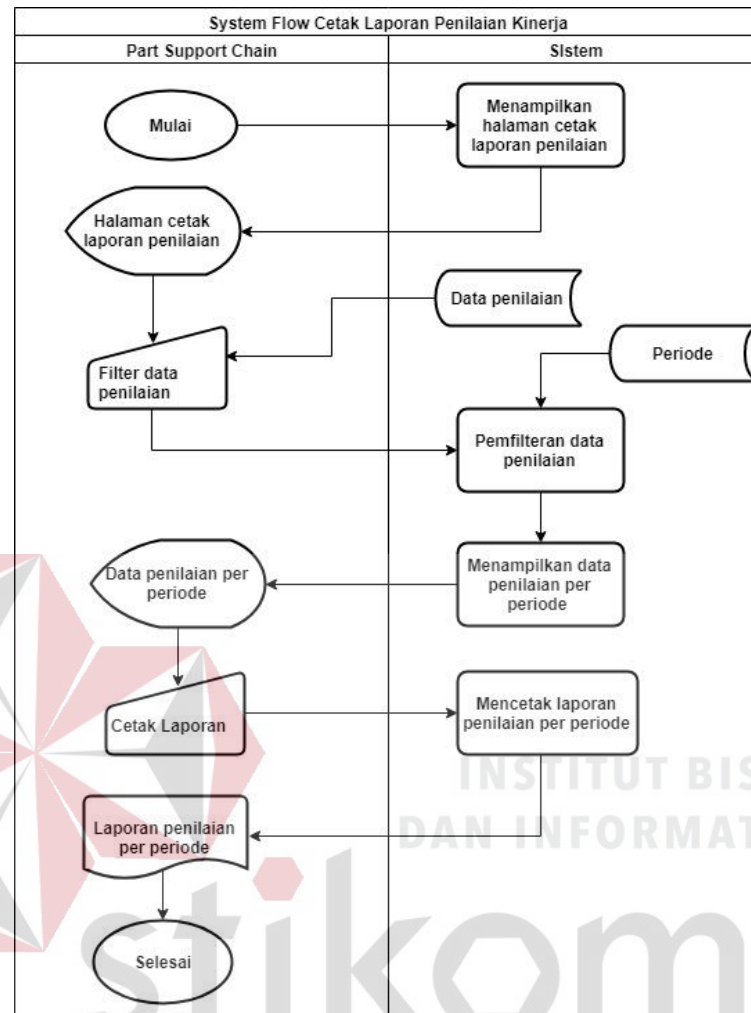 System Flow Cetak Laporan Penilaian Kinerja
Part Support Chain
SIstem
Mulai
Menampilkan
halaman cetak
laporan penilaian
Halaman cetak
laporan penilaian
Data penilaian
Periode
Filter data
penilaian
Pemfilteran data
penilaian
Data penilaian per
periode
Menampilkan data
penilaian per
periode
Cetak Laporan
Mencetak laporan
penilaian per periode
INSTITUT BIS
DAN INFORMAT
Laporan penilaian
per periode
stikom
Selesai